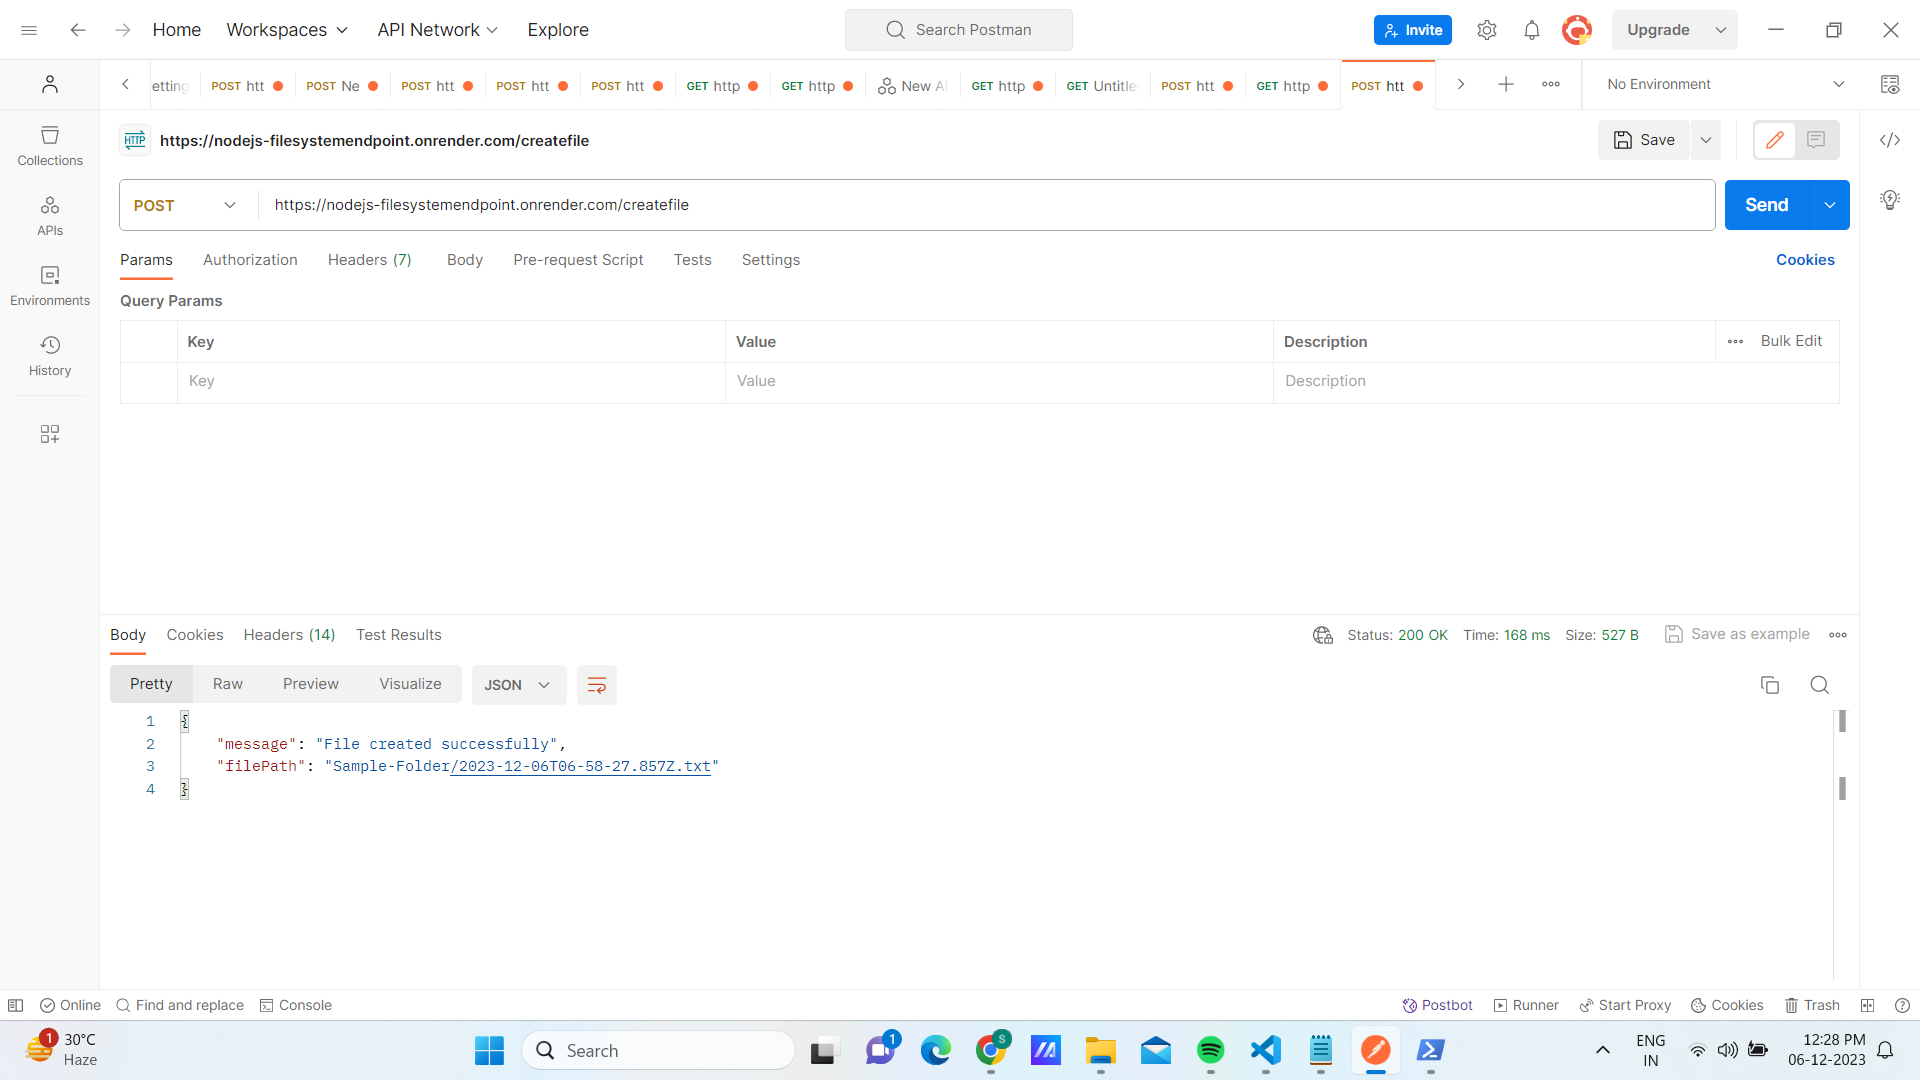 Home Workspaces API Network Explore Search Postman Invite Upgrade
etting POST htt POST Ne POST htt POST htt POST htt GET http GET http New A GET http GET Untitle POST htt GET http POST htt No Environment
HTTP https://nodejs-filesystemendpoint.onrender.com/createfile Save
Collections
POST https://nodejs-filesystemendpoint.onrender.com/createfile Send
APIs
Params Authorization Headers (7) Body Pre-request Script Tests Settings Cookies
Environments
Query Params
Key Value Description Bulk Edit
History
Key Value Description
Body Cookies Headers (14) Test Results Status: 200 OK Time: 168 ms Size: 527 B Save as example
Pretty Raw Preview Visualize JSON
1 {
2 "message": "File created successfully",
3 "filePath": "Sample-Folder/2023-12-06T06-58-27.857Z.txt"
4 }
Online Find and replace Console Postbot Runner Start Proxy Cookies Trash
1 30°C Haze Search 1 S ENG IN 12:28 PM 06-12-2023